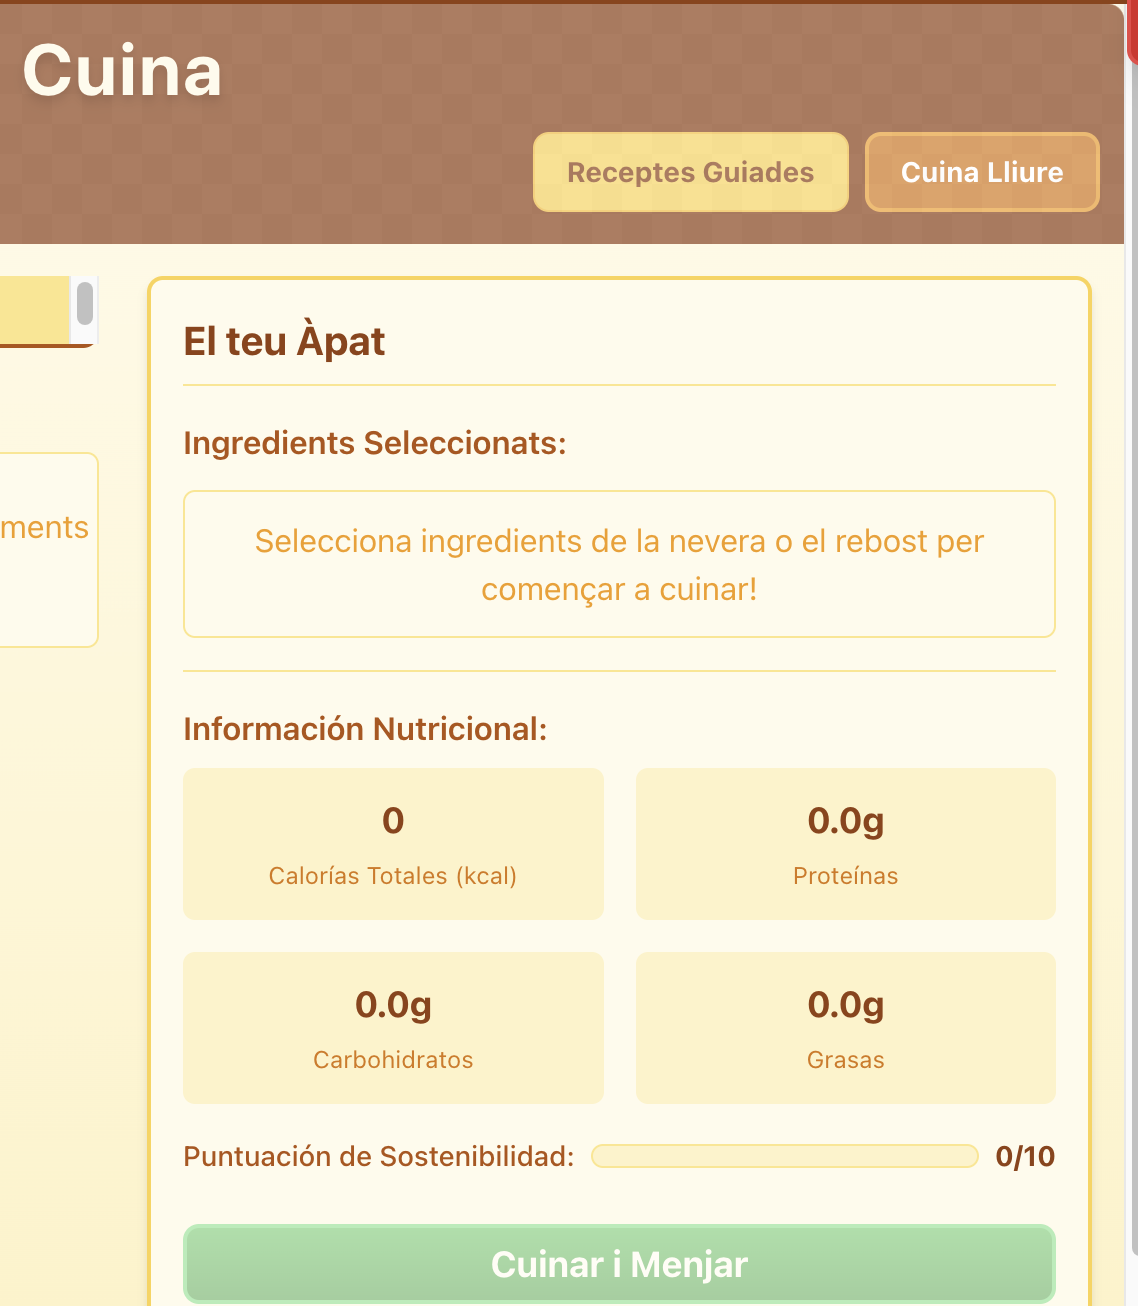 Cuina
Receptes Guiades
Cuina Lliure
ments
El teu Àpat
Ingredients Seleccionats:
Selecciona ingredients de la nevera o el rebost per
començar a cuinar!
Información Nutricional:
0
Calorías Totales (kcal)
0.0g
Proteínas
0.0g
Carbohidratos
0.0g
Grasas
Puntuación de Sostenibilidad:
0/10
Cuinar i Menjar